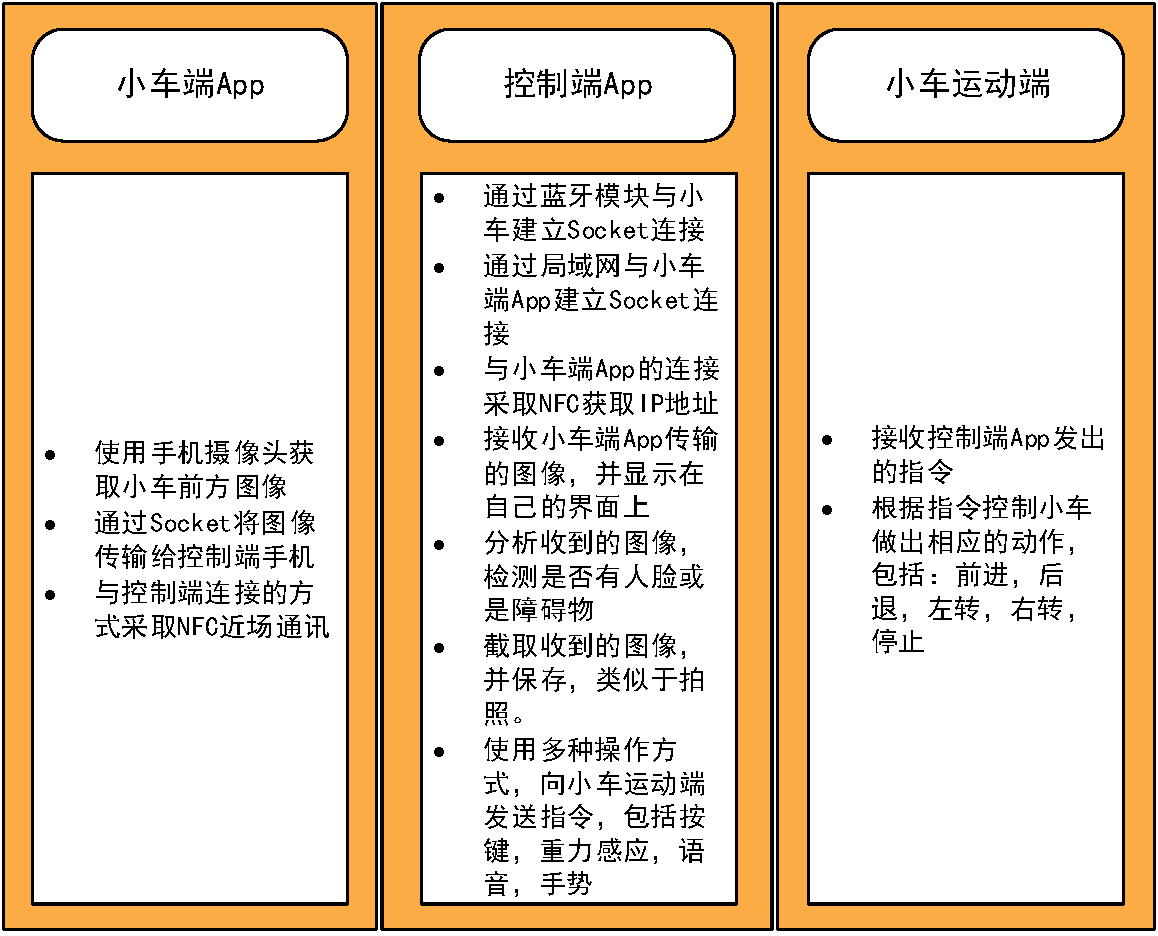 小车端App
使用手机摄像头获
取小车前方图像
通过Socket将图像
传输给控制端手机
与控制端连接的方
式采取NFC近场通讯
控制端App
通过蓝牙模块与小
车建立Socket连接
通过局域网与小车
端App建立Socket连
接
与小车端App的连接
采取NFC获取IP地址
接收小车端App传输
的图像，并显示在
自己的界面上
分析收到的图像，
检测是否有人脸或
是障碍物
截取收到的图像，
并保存，类似于拍
照。
使用多种操作方
式，向小车运动端
发送指令，包括按
键，重力感应，语
音，手势
小车运动端
接收控制端App发出
的指令
根据指令控制小车
做出相应的动作，
包括：前进，后
退，左转，右转，
停止